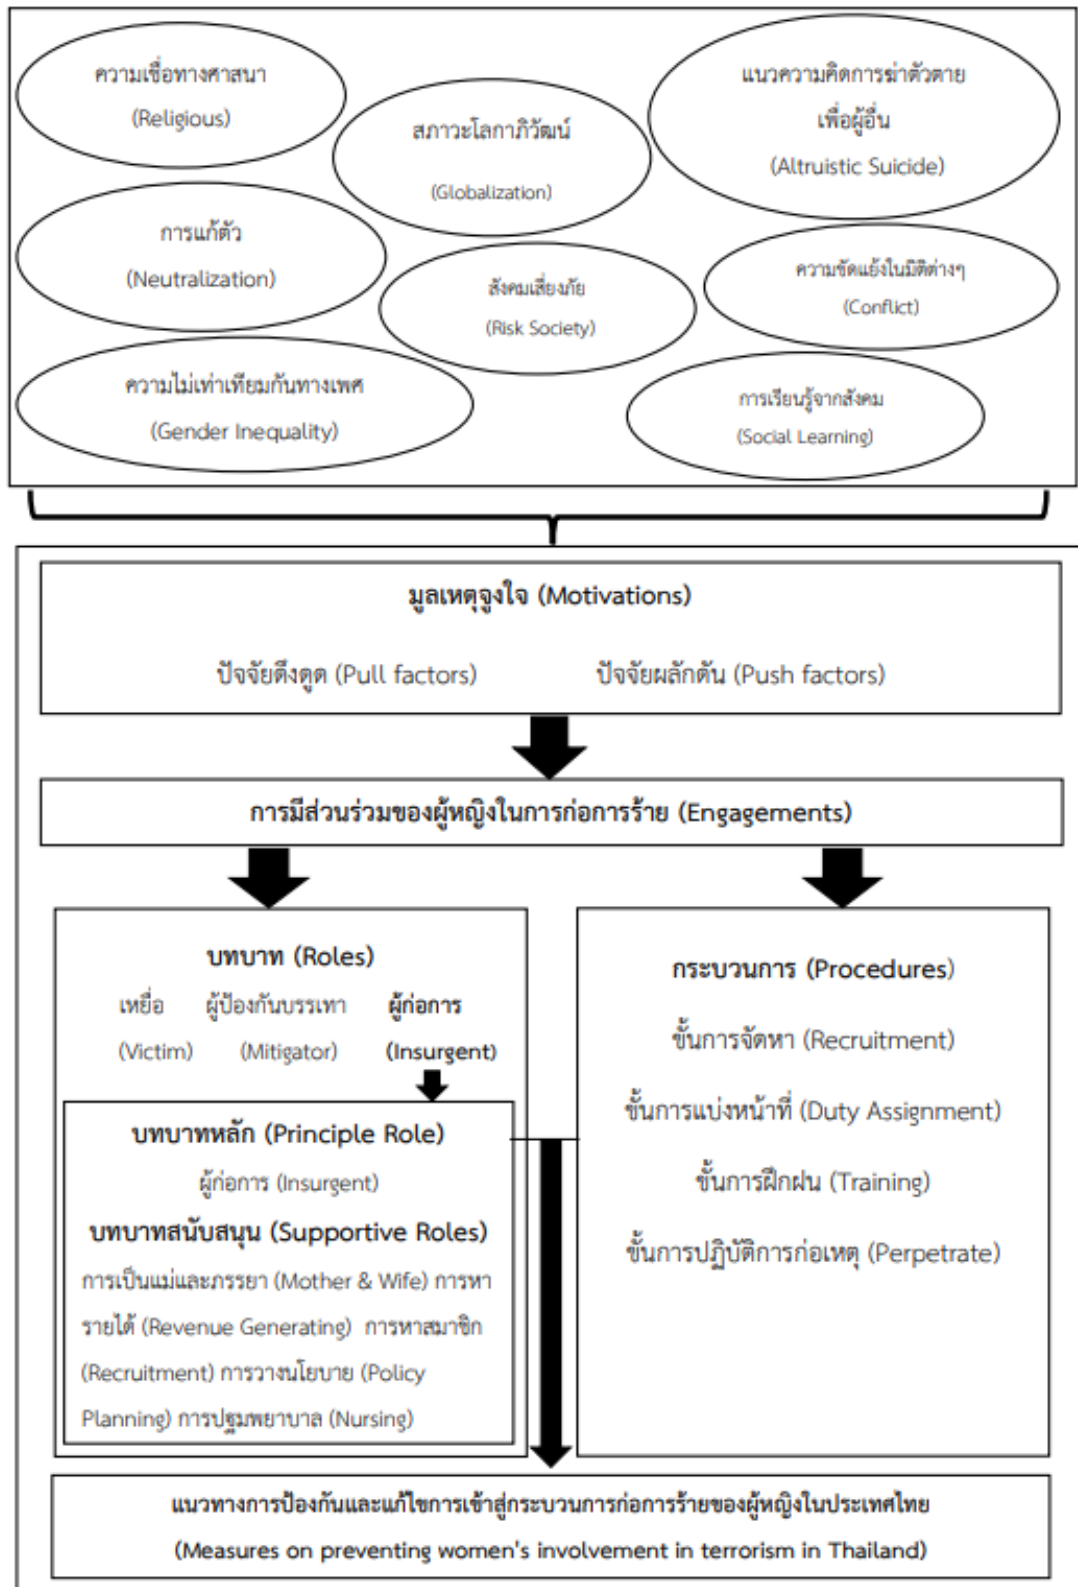 ความเชื่อทางศาสนา
(Religious)
สภาวะโลกาภิวัฒน์
(Globalization)
แนวความคิดการฆ่าตัวตาย
เพื่อผู้อื่น
(Altruistic Suicide)
การแก้ตัว
(Neutralization)
สังคมเสี่ยงภัย
(Risk Society)
ความขัดแย้งในมิติต่างๆ
(Conflict)
ความไม่เท่าเทียมกันทางเพศ
(Gender Inequality)
การเรียนรู้จากสังคม
(Social Learning)
มูลเหตุจูงใจ (Motivations)
ปัจจัยดึงดูด (Pull factors) ปัจจัยผลักดัน (Push factors)
การมีส่วนร่วมของผู้หญิงในการก่อการร้าย (Engagements)
บทบาท (Roles)
เหยื่อ ผู้ป้องกันบรรเทา ผู้ก่อการ
(Victim) (Mitigator) (Insurgent)
บทบาทหลัก (Principle Role)
ผู้ก่อการ (Insurgent)
บทบาทสนับสนุน (Supportive Roles)
การเป็นแม่และภรรยา (Mother & Wife) การหา
รายได้ (Revenue Generating) การหาสมาชิก
(Recruitment) การวางนโยบาย (Policy
Planning) การปฐมพยาบาล (Nursing)
กระบวนการ (Procedures)
ขั้นการจัดหา (Recruitment)
ขั้นการแบ่งหน้าที่ (Duty Assignment)
ขั้นการฝึกฝน (Training)
ขั้นการปฏิบัติการก่อเหตุ (Perpetrate)
แนวทางการป้องกันและแก้ไขการเข้าสู่กระบวนการก่อการร้ายของผู้หญิงในประเทศไทย
(Measures on preventing women's involvement in terrorism in Thailand)